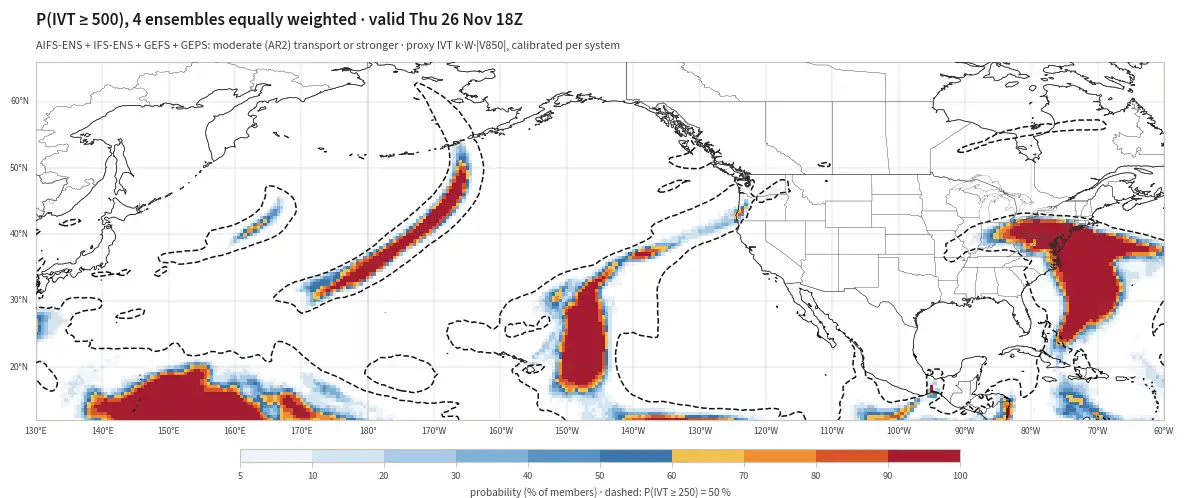 P(IVT ≥ 500), 4 ensembles equally weighted · valid Thu 26 Nov 18Z
AIFS-ENS + IFS-ENS + GEFS + GEPS: moderate (AR2) transport or stronger · proxy IVT k·W·|V850|, calibrated per system
60°N
50°N
40°N
30°N
20°N
130°E 140°E 150°E 160°E 170°E 180° 170°W 160°W 150°W 140°W 130°W 120°W 110°W 100°W 90°W 80°W 70°W 60°W
5 10 20 30 40 50 60 70 80 90 100
probability (% of members) · dashed: P(IVT ≥ 250) = 50 %